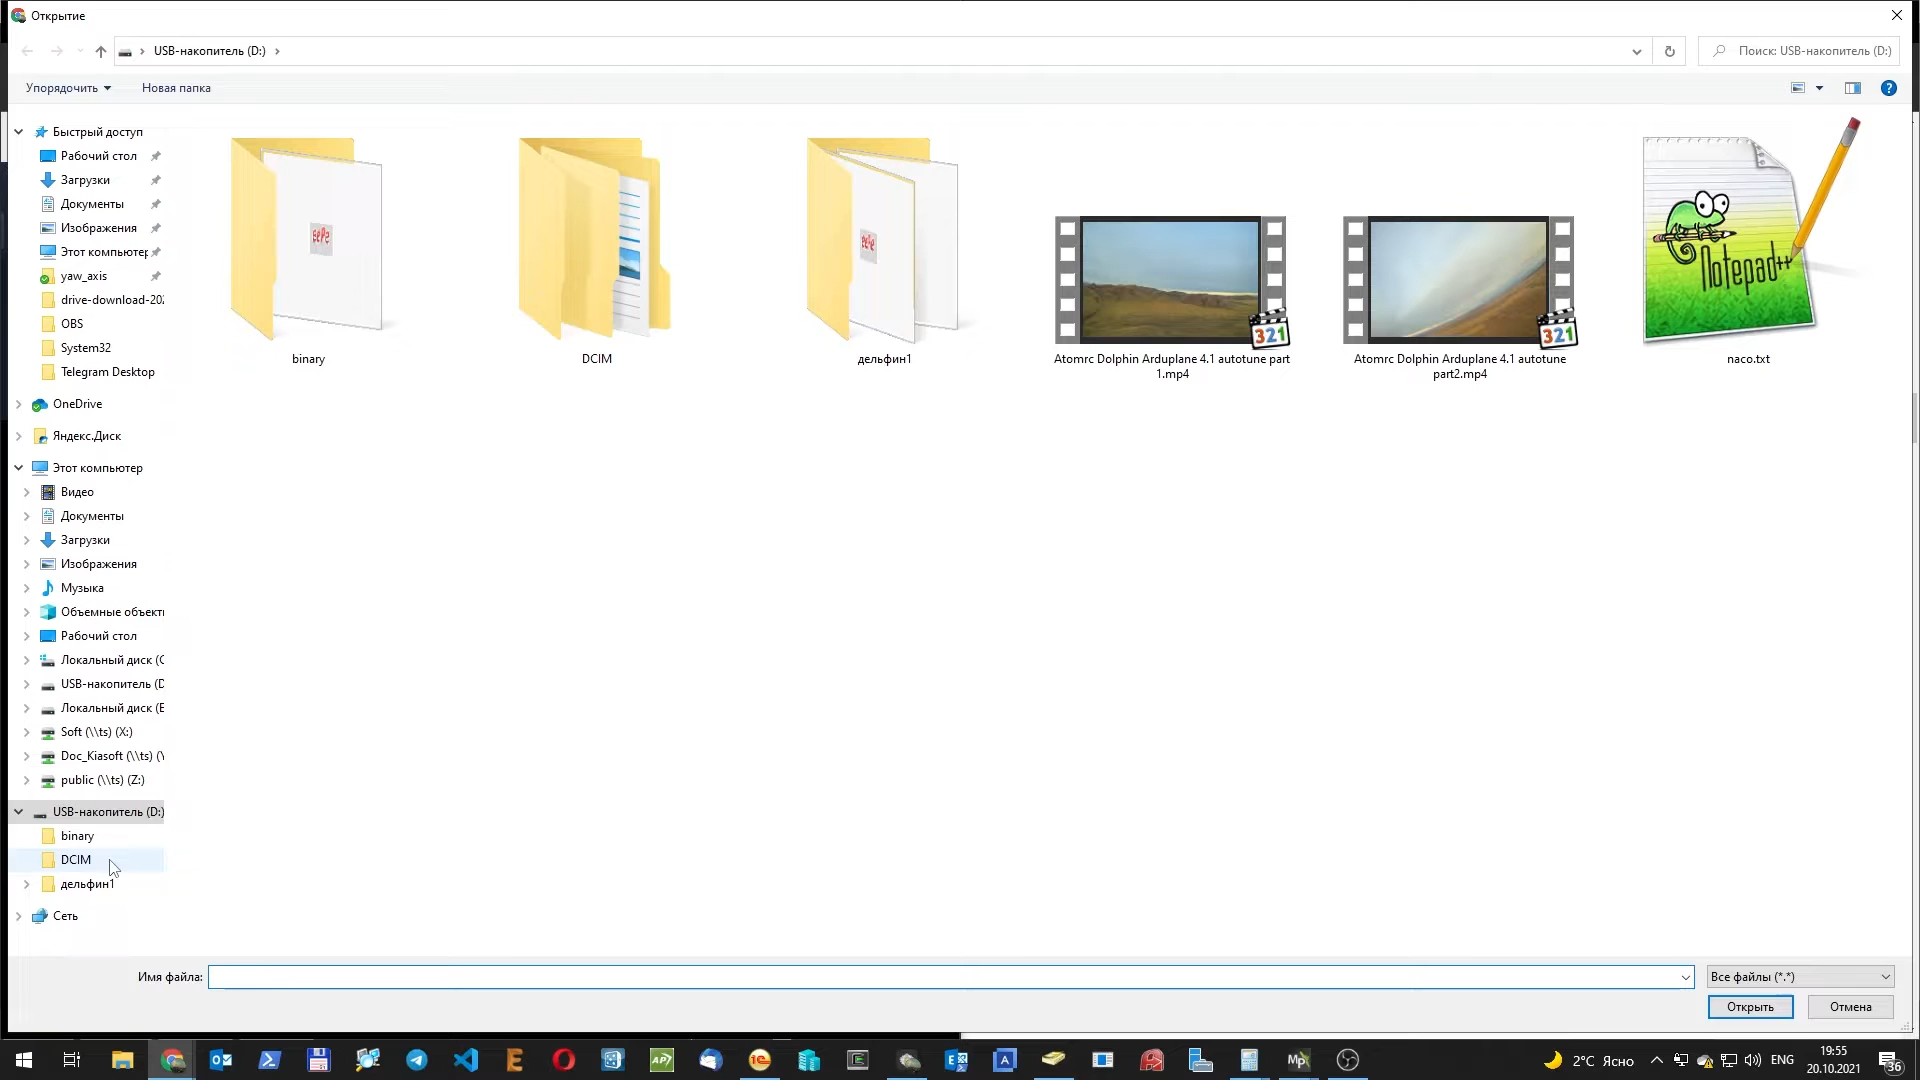 Открытие
USB-накопитель (D:)
Поиск: USB-накопитель (D:)
Упорядочить
Новая папка
Быстрый доступ
Рабочий стол
Загрузки
Документы
Изображения
Этот компьютер
yaw_axis
drive-download-202
OBS
System32
Telegram Desktop
OneDrive
Яндекс.Диск
Этот компьютер
Видео
Документы
Загрузки
Изображения
Музыка
Объемные объекты
Рабочий стол
Локальный диск (C
USB-накопитель (D
Локальный диск (E
Soft (\\ts) (X:)
Doc_Kiasoft (\\ts) (Y
public (\\ts) (Z:)
USB-накопитель (D:)
binary
DCIM
дельфин1
Сеть
binary
DCIM
дельфин1
321
Atomrc Dolphin Arduplane 4.1 autotune part
1.mp4
321
Atomrc Dolphin Arduplane 4.1 autotune
part2.mp4
Notepad++
naco.txt
Имя файла:
Все файлы (*.*)
Открыть
Отмена
2°C Ясно
ENG
19:55
20.10.2021
36